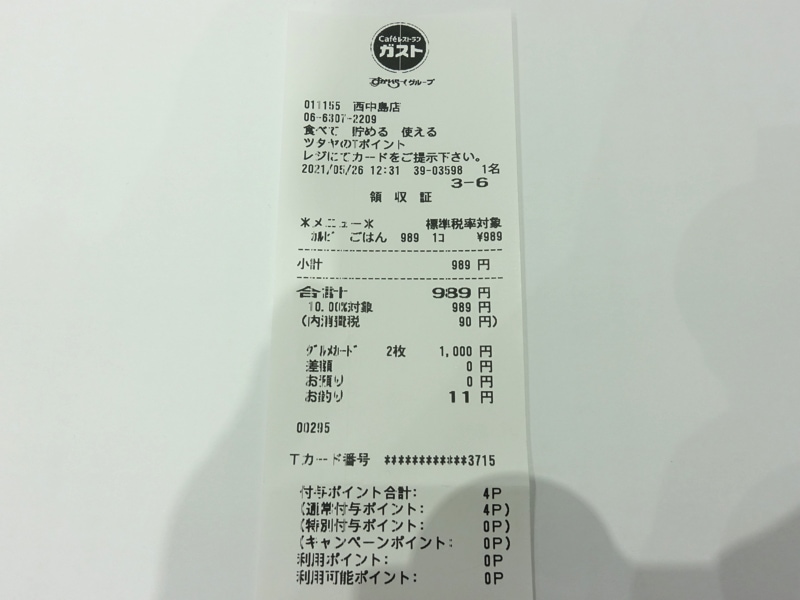 Caféレストラン
ガスト
すかいらーくグループ
011155 西中島店
06-6307-2209
食べて 貯める 使える
ツタヤのTポイント
レジにてカードをご提示下さい。
2021/05/26 12:31 39-03598 1名
3-6
領 収 証
*メニュー* 標準税率対象
カルビ ごはん 989 1コ ¥989
小計 989 円
合計 989 円
10.00%対象 989 円
(内消費税 90 円)
グルメカード 2枚 1,000 円
差額 0 円
お預り 0 円
お釣り 11 円
00295
Tカード番号 ************3715
付与ポイント合計: 4P
(通常付与ポイント: 4P)
(特別付与ポイント: 0P)
(キャンペーンポイント: 0P)
利用ポイント: 0P
利用可能ポイント: 0P